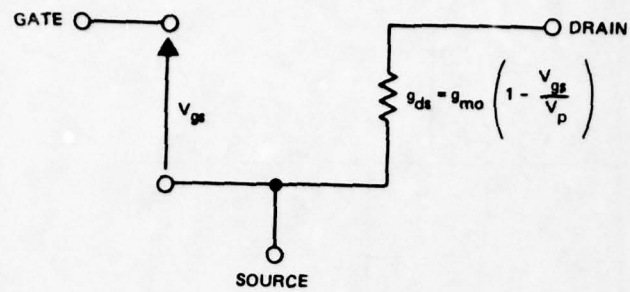 GATE
DRAIN
V_gs
g_ds = g_mo (1 - V_gs / V_p)
SOURCE